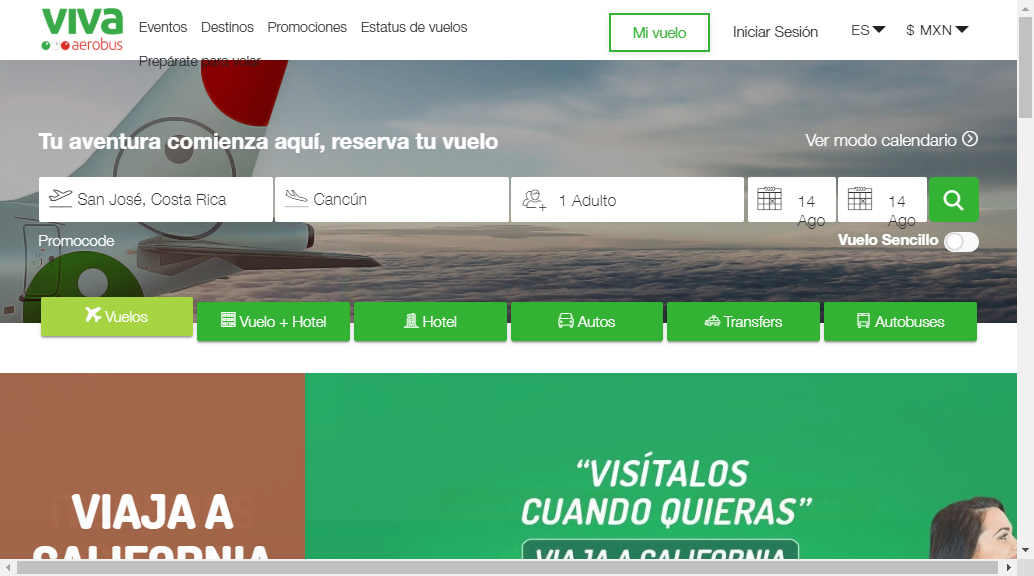 viva
aerobus
Eventos Destinos Promociones Estatus de vuelos
Prepárate para volar
Mi vuelo
Iniciar Sesión
ES
$ MXN
Tu aventura comienza aquí, reserva tu vuelo
Ver modo calendario
San José, Costa Rica
Cancún
1 Adulto
14
Ago
14
Ago
Promocode
Vuelo Sencillo
Vuelos
Vuelo + Hotel
Hotel
Autos
Transfers
Autobuses
VIAJA A
CALIFORNIA
“VISÍTALOS
CUANDO QUIERAS”
VIAJA A CALIFORNIA